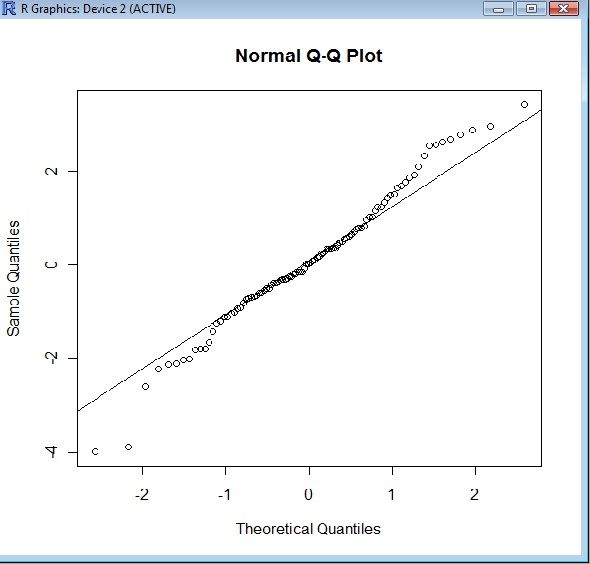 R Graphics: Device 2 (ACTIVE)
Normal Q-Q Plot
Sample Quantiles
2
0
-2
-4
-2 -1 0 1 2
Theoretical Quantiles